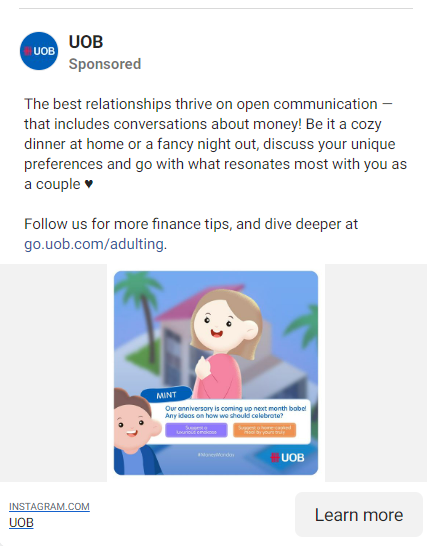 UOB
UOB
Sponsored
The best relationships thrive on open communication —
that includes conversations about money! Be it a cozy
dinner at home or a fancy night out, discuss your unique
preferences and go with what resonates most with you as
a couple ♥
Follow us for more finance tips, and dive deeper at
go.uob.com/adulting.
MINT
Our anniversary is coming up next month babe!
Any ideas on how we should celebrate?
Suggest a
luxurious omakase
Suggest a home cooked
meal by yours truly
#MoneyMandas
UOB
INSTAGRAM.COM
UOB
Learn more